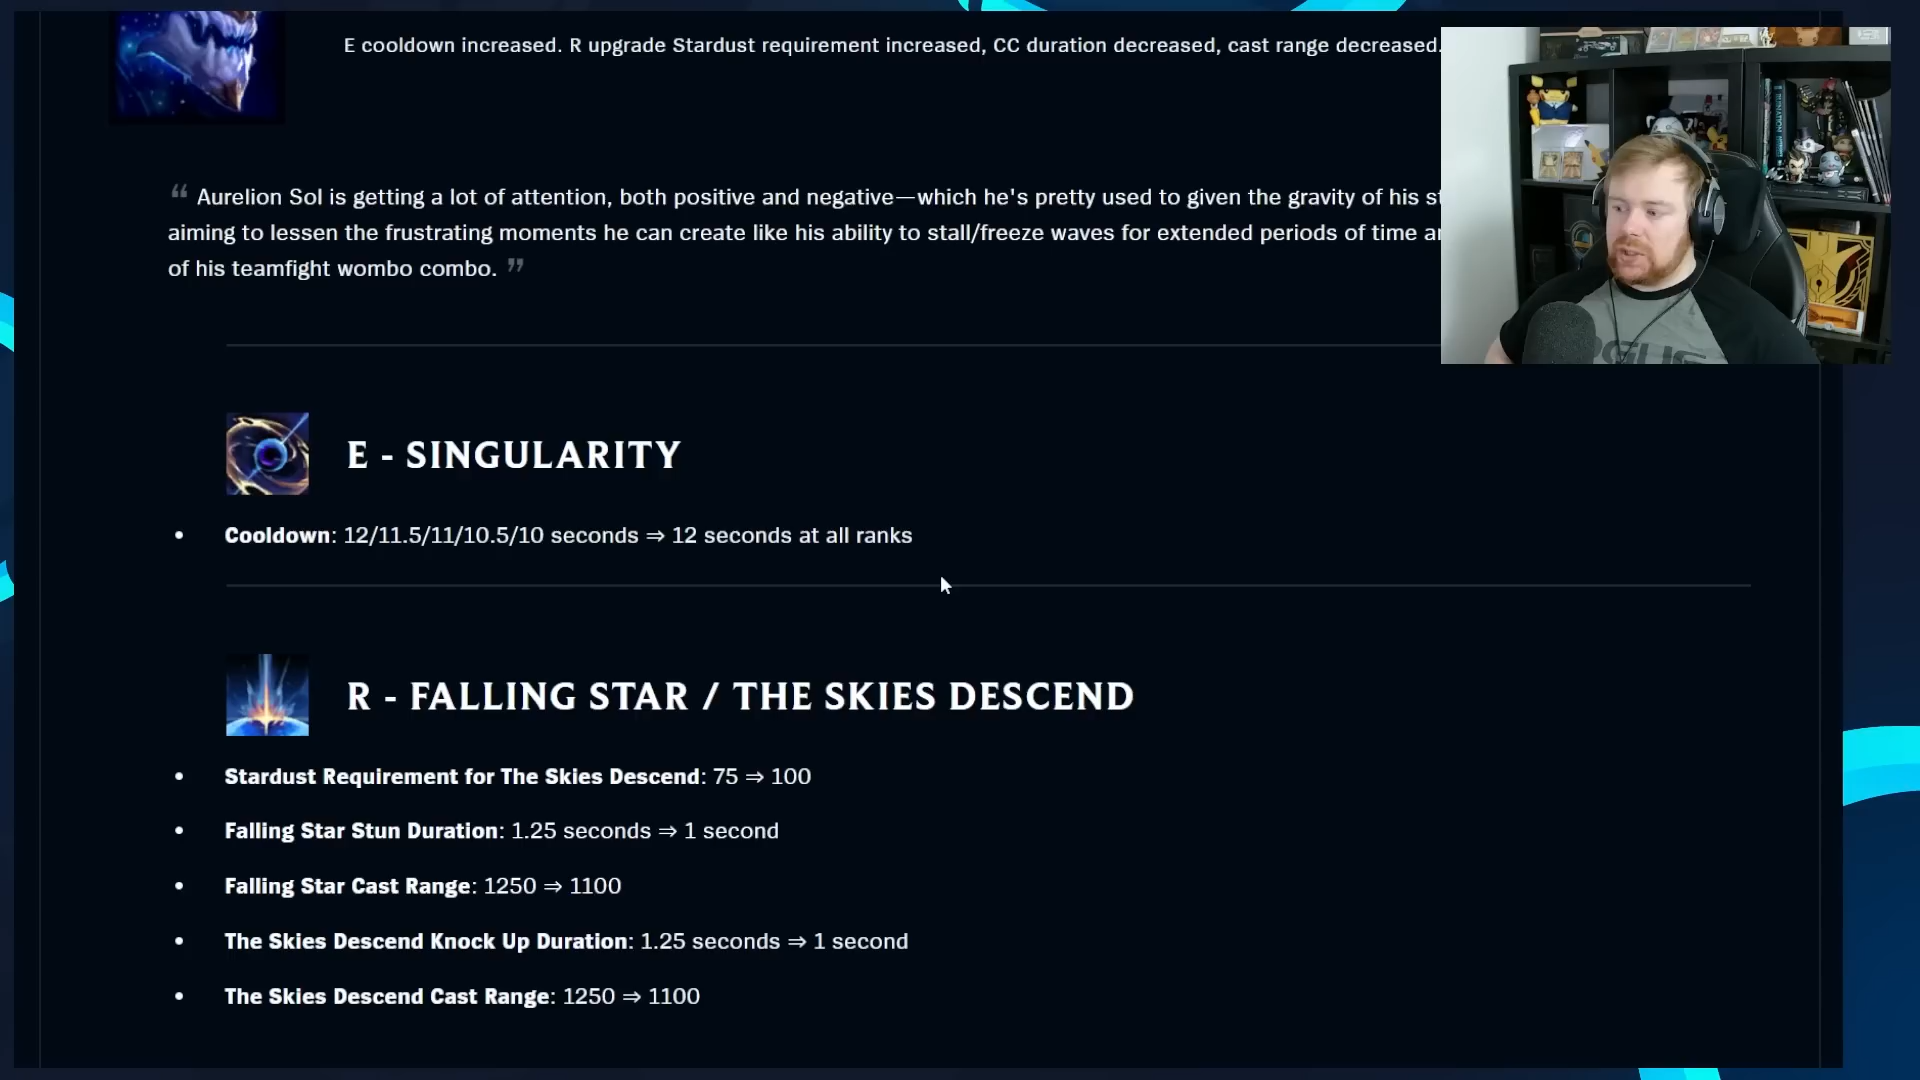 E cooldown increased. R upgrade Stardust requirement increased, CC duration decreased, cast range decreased.
“ Aurelion Sol is getting a lot of attention, both positive and negative—which he's pretty used to given the gravity of his
aiming to lessen the frustrating moments he can create like his ability to stall/freeze waves for extended periods of time
of his teamfight wombo combo. ”
E - SINGULARITY
• Cooldown: 12/11.5/11/10.5/10 seconds ⇒ 12 seconds at all ranks
R - FALLING STAR / THE SKIES DESCEND
• Stardust Requirement for The Skies Descend: 75 ⇒ 100
• Falling Star Stun Duration: 1.25 seconds ⇒ 1 second
• Falling Star Cast Range: 1250 ⇒ 1100
• The Skies Descend Knock Up Duration: 1.25 seconds ⇒ 1 second
• The Skies Descend Cast Range: 1250 ⇒ 1100